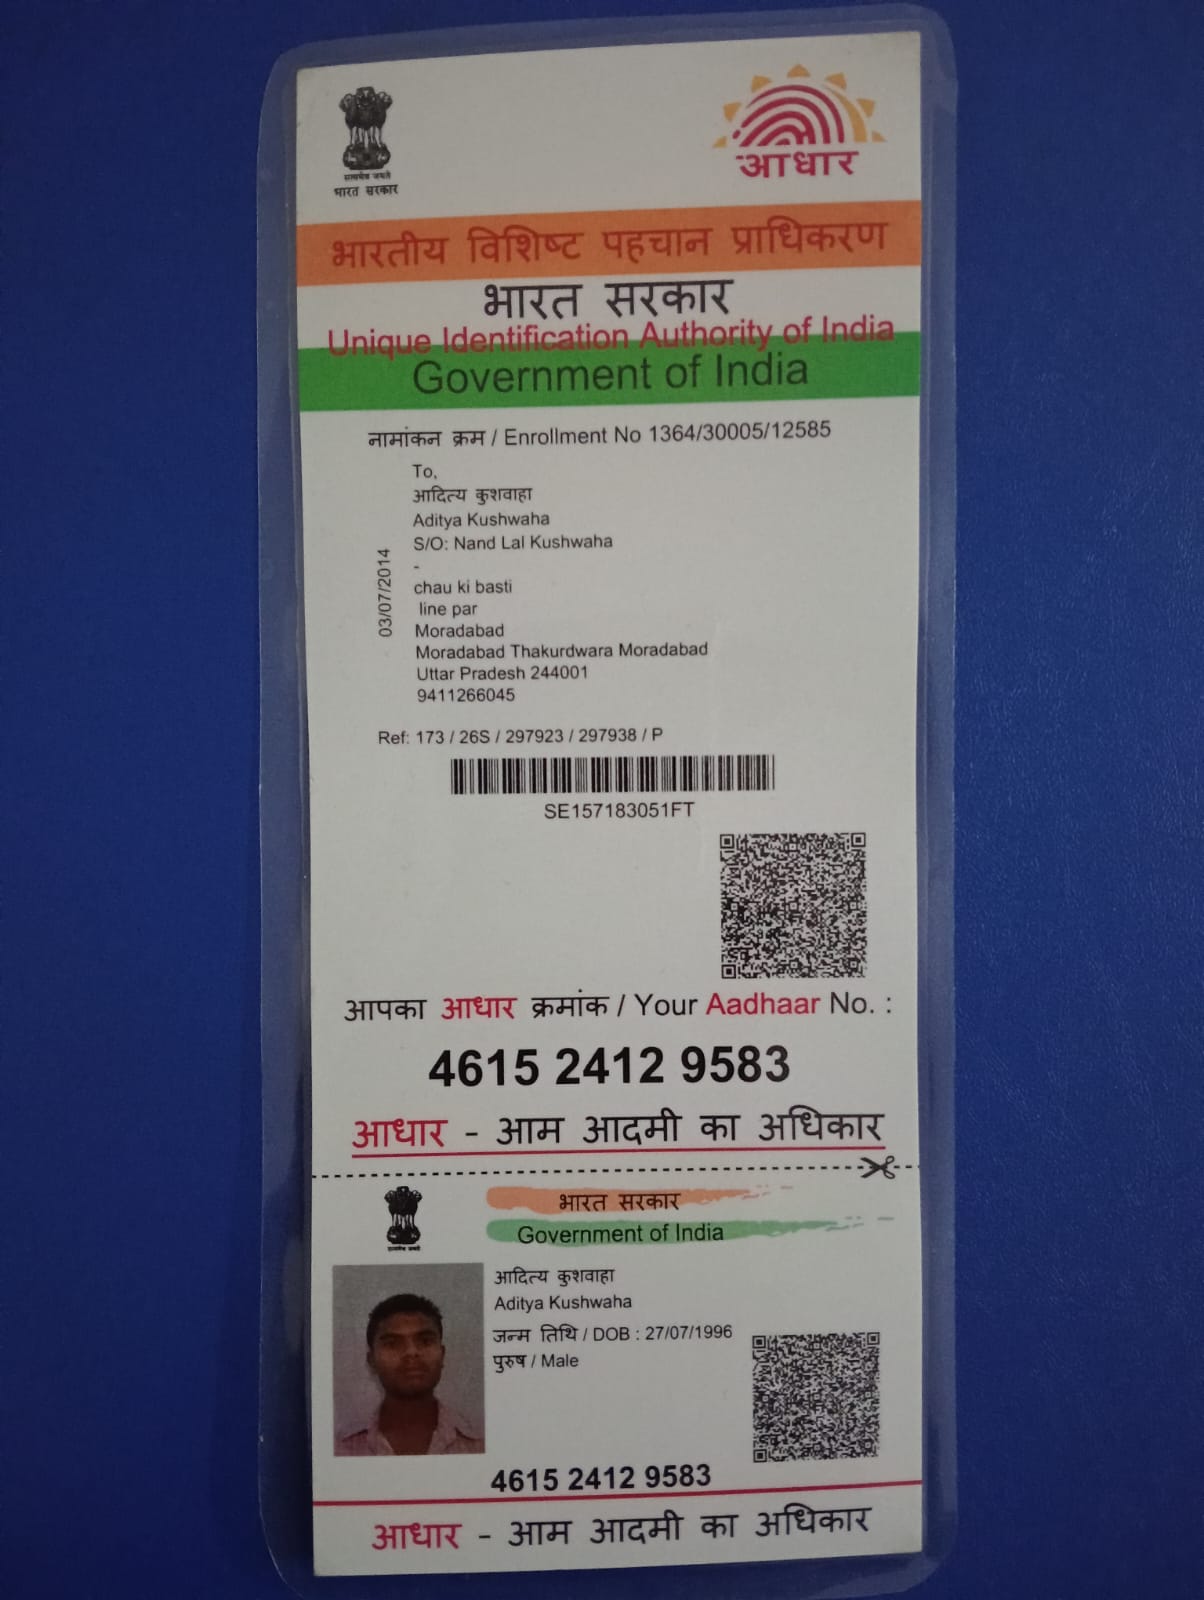 सत्यमेव जयते
भारत सरकार
आधार
भारतीय विशिष्ट पहचान प्राधिकरण
भारत सरकार
Unique Identification Authority of India
Government of India
नामांकन क्रम / Enrollment No 1364/30005/12585
To,
आदित्य कुशवाहा
Aditya Kushwaha
S/O: Nand Lal Kushwaha
-
chau ki basti
line par
Moradabad
Moradabad Thakurdwara Moradabad
Uttar Pradesh 244001
9411266045
03/07/2014
Ref: 173 / 26S / 297923 / 297938 / P
SE157183051FT
आपका आधार क्रमांक / Your Aadhaar No. :
4615 2412 9583
आधार - आम आदमी का अधिकार
सत्यमेव जयते
भारत सरकार
Government of India
आदित्य कुशवाहा
Aditya Kushwaha
जन्म तिथि / DOB : 27/07/1996
पुरुष / Male
4615 2412 9583
आधार - आम आदमी का अधिकार